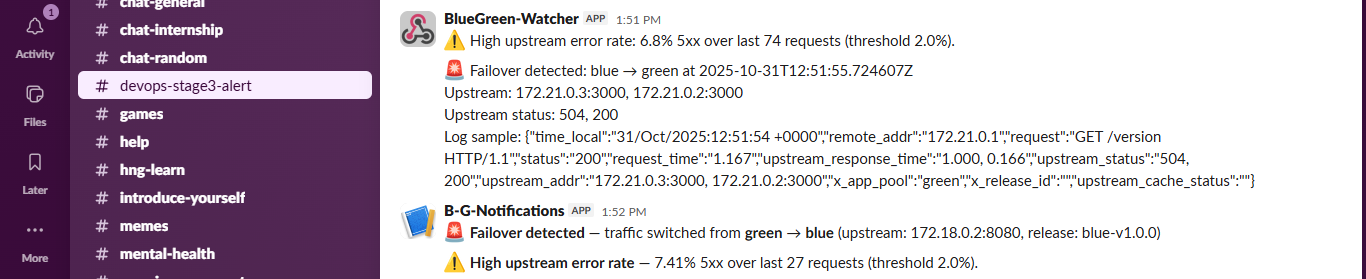 1
Activity
Files
Later
More
# chat-general
# chat-internship
# chat-random
# devops-stage3-alert
# games
# help
# hng-learn
# introduce-yourself
# memes
# mental-health
BlueGreen-Watcher APP 1:51 PM
⚠️ High upstream error rate: 6.8% 5xx over last 74 requests (threshold 2.0%).
🚨 Failover detected: blue → green at 2025-10-31T12:51:55.724607Z
Upstream: 172.21.0.3:3000, 172.21.0.2:3000
Upstream status: 504, 200
Log sample: {"time_local":"31/Oct/2025:12:51:54 +0000","remote_addr":"172.21.0.1","request":"GET /version
HTTP/1.1","status":"200","request_time":"1.167","upstream_response_time":"1.000, 0.166","upstream_status":"504,
200","upstream_addr":"172.21.0.3:3000, 172.21.0.2:3000","x_app_pool":"green","x_release_id":"","upstream_cache_status":""}
B-G-Notifications APP 1:52 PM
🚨 Failover detected — traffic switched from green → blue (upstream: 172.18.0.2:8080, release: blue-v1.0.0)
⚠️ High upstream error rate — 7.41% 5xx over last 27 requests (threshold 2.0%).